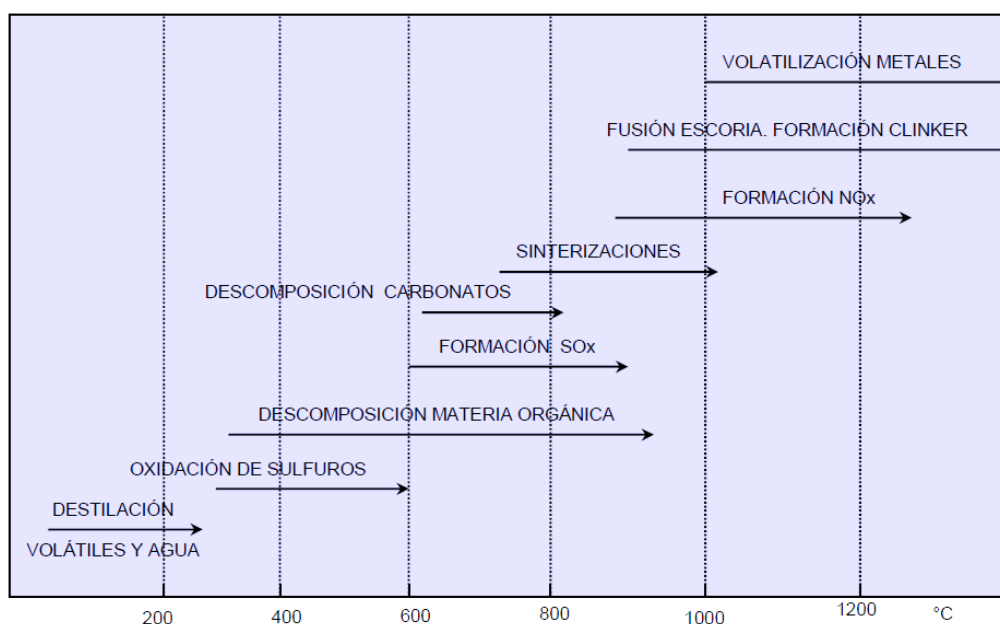 VOLATILIZACIÓN METALES
FUSIÓN ESCORIA. FORMACIÓN CLINKER
FORMACIÓN NOx
SINTERIZACIONES
DESCOMPOSICIÓN CARBONATOS
FORMACIÓN SOx
DESCOMPOSICIÓN MATERIA ORGÁNICA
OXIDACIÓN DE SULFUROS
DESTILACIÓN
VOLÁTILES Y AGUA
200 400 600 800 1000 1200 °C